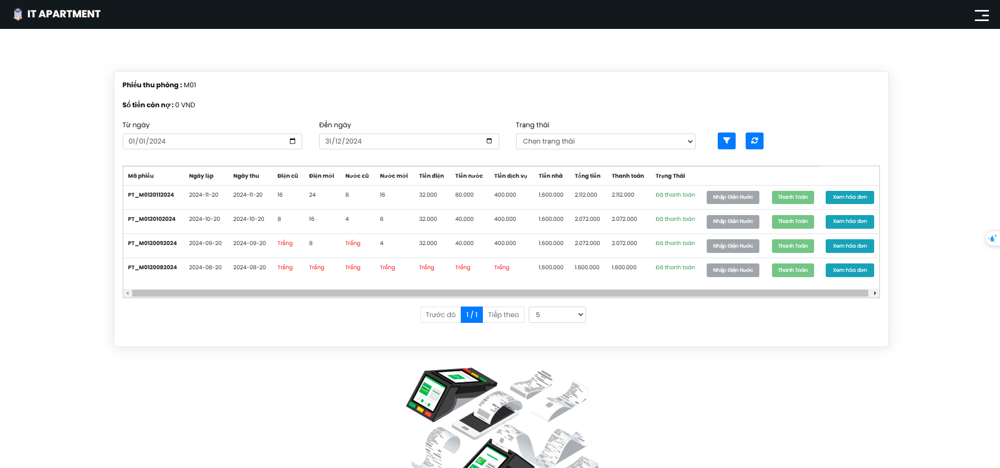 IT APARTMENT
Phiếu thu phòng : M01
Số tiền còn nợ : 0 VND
Từ ngày Đến ngày Trạng thái
01/01/2024 31/12/2024 Chọn trạng thái
Mã phiếu Ngày lập Ngày thu Điện cũ Điện mới Nước cũ Nước mới Tiền điện Tiền nước Tiền dịch vụ Tiền nhà Tổng tiền Thanh toán Trạng Thái
PT_M0120112024 2024-11-20 2024-11-20 16 24 8 16 32.000 80.000 400.000 1.600.000 2.112.000 2.112.000 Đã thanh toán Nhập Điện Nước Thanh Toán Xem hóa đơn
PT_M0120102024 2024-10-20 2024-10-20 8 16 4 8 32.000 40.000 400.000 1.600.000 2.072.000 2.072.000 Đã thanh toán Nhập Điện Nước Thanh Toán Xem hóa đơn
PT_M0120092024 2024-09-20 2024-09-20 Trống 8 Trống 4 32.000 40.000 400.000 1.600.000 2.072.000 2.072.000 Đã thanh toán Nhập Điện Nước Thanh Toán Xem hóa đơn
PT_M0120082024 2024-08-20 2024-08-20 Trống Trống Trống Trống Trống Trống Trống 1.600.000 1.600.000 1.600.000 Đã thanh toán Nhập Điện Nước Thanh Toán Xem hóa đơn
Trước đó 1 / 1 Tiếp theo 5